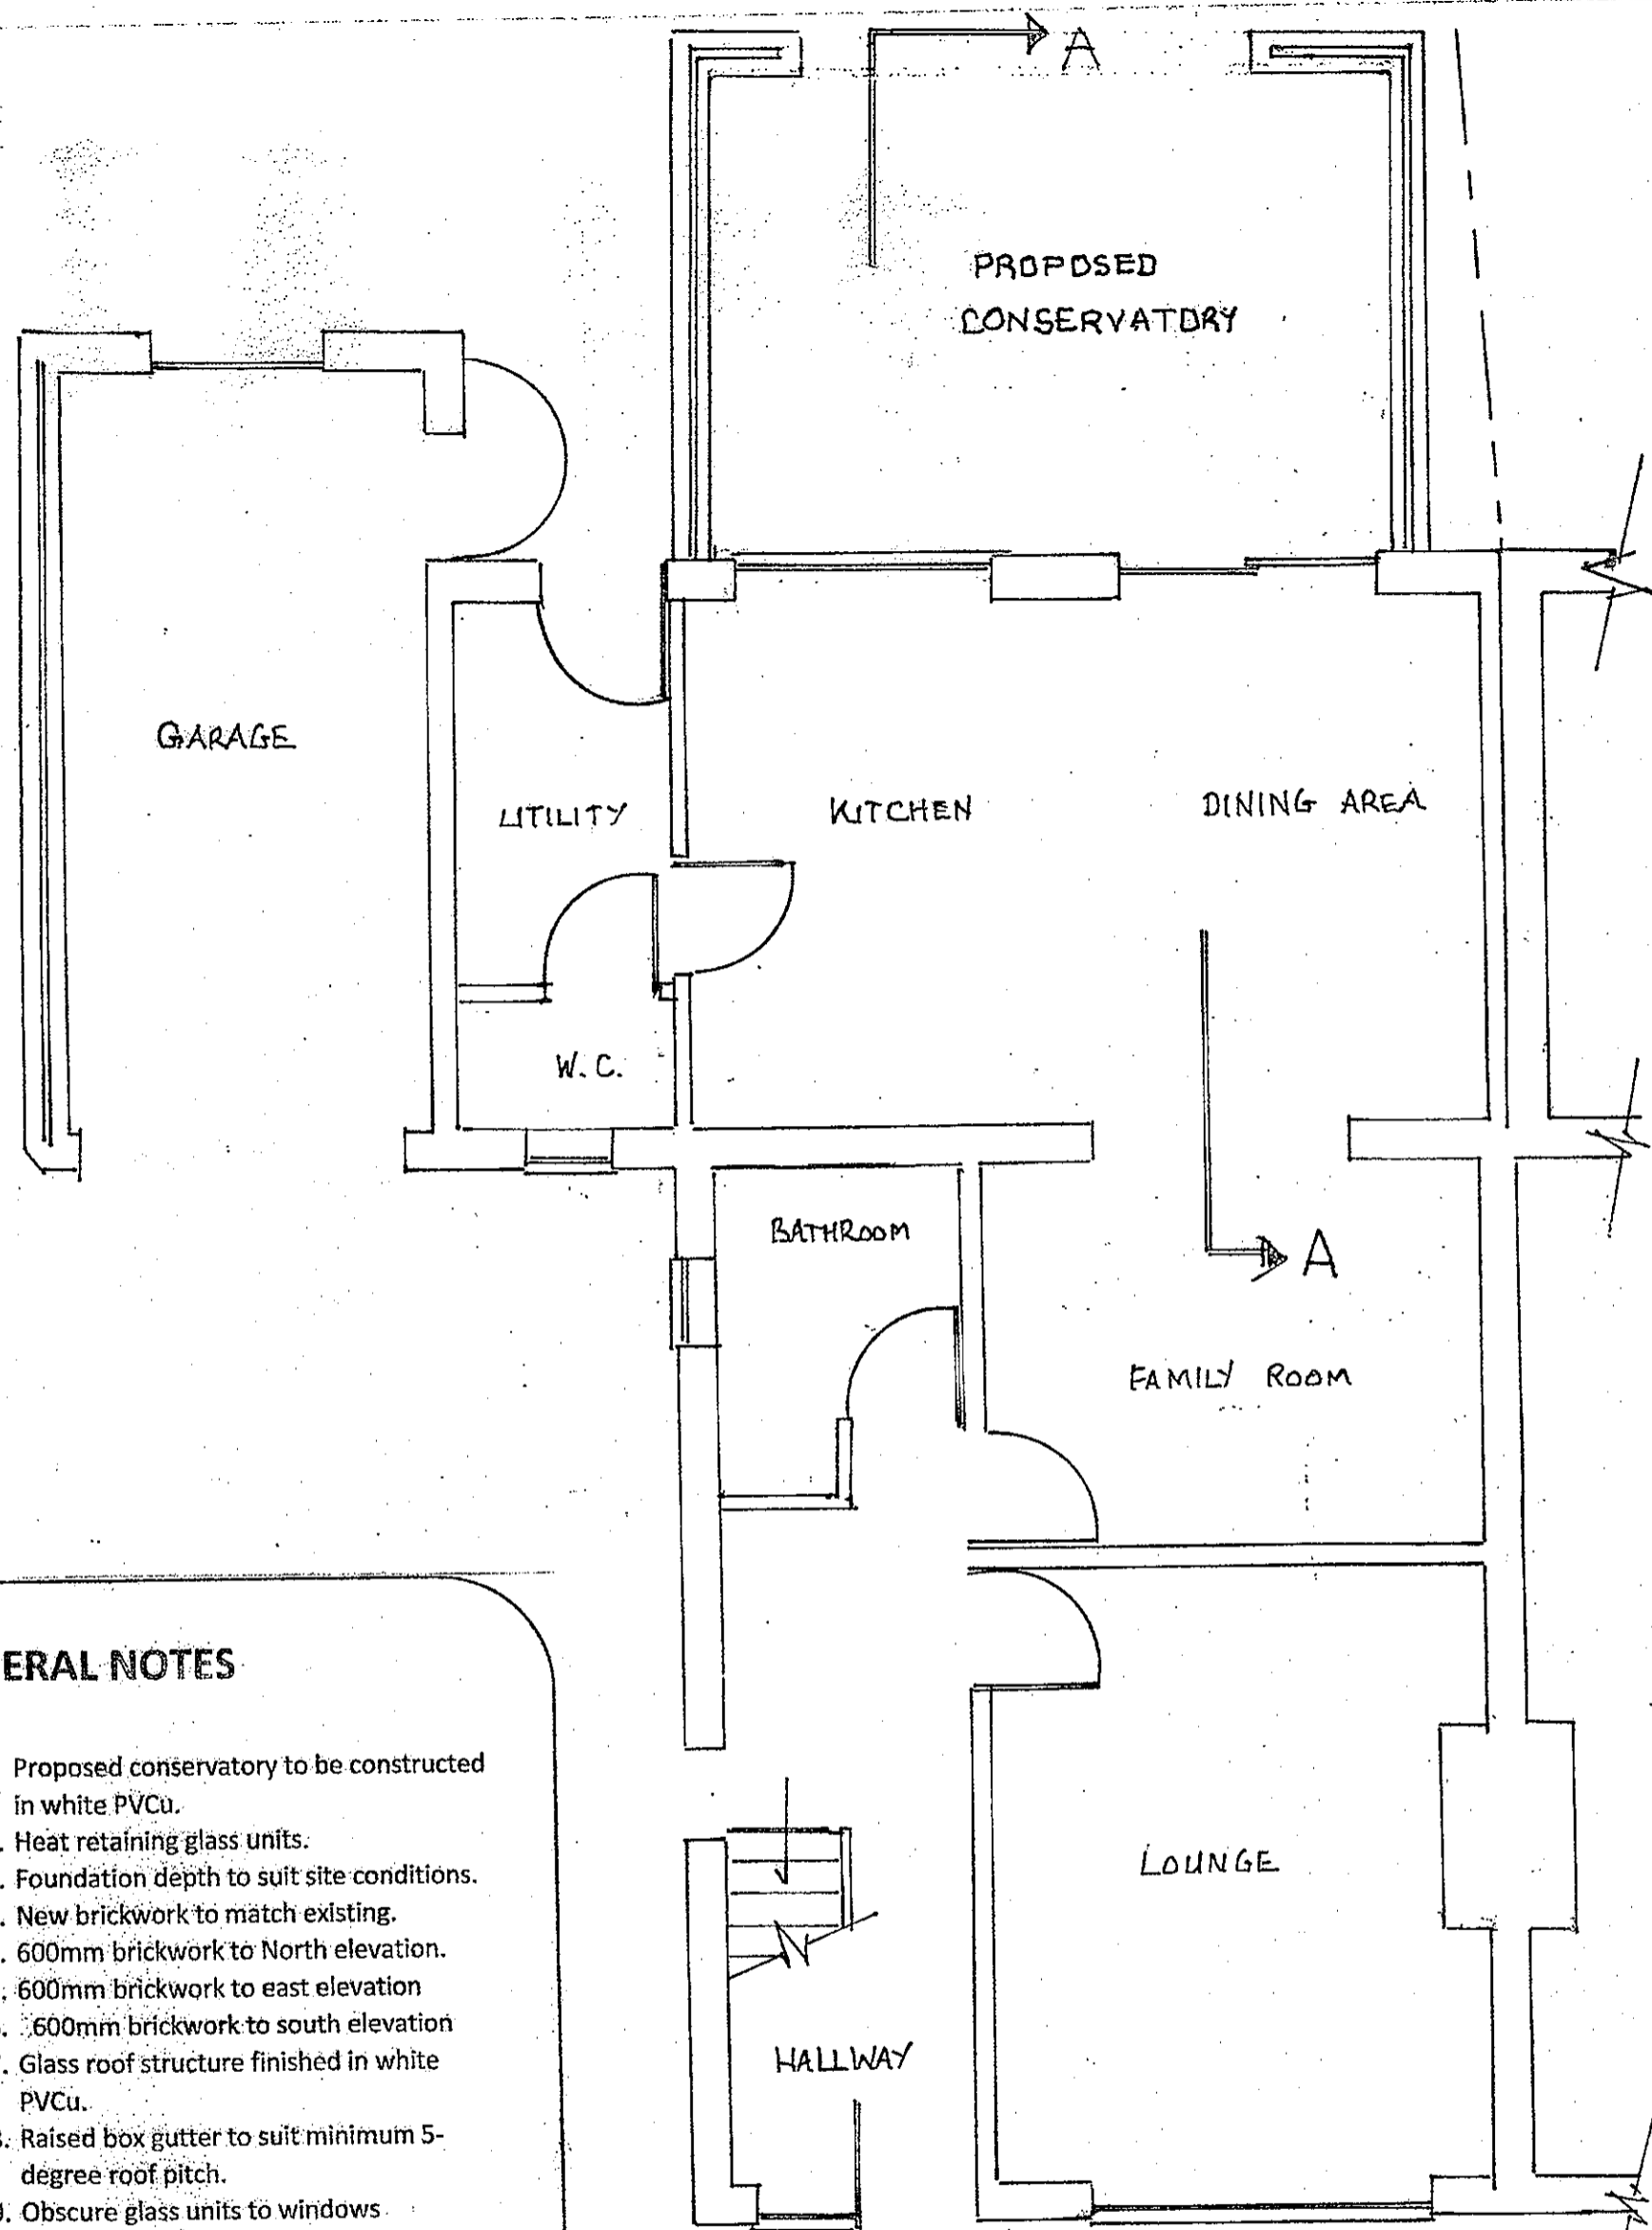 A
PROPOSED
CONSERVATORY
GARAGE
UTILITY
KITCHEN
DINING AREA
W.C.
BATHROOM
A
FAMILY ROOM
LOUNGE
HALLWAY
ERAL NOTES
Proposed conservatory to be constructed
in white PVCu.
. Heat retaining glass units.
. Foundation depth to suit site conditions.
. New brickwork to match existing.
. 600mm brickwork to North elevation.
. 600mm brickwork to east elevation
. 600mm brickwork to south elevation
. Glass roof structure finished in white
PVCu.
. Raised box gutter to suit minimum 5-
degree roof pitch.
. Obscure glass units to windows